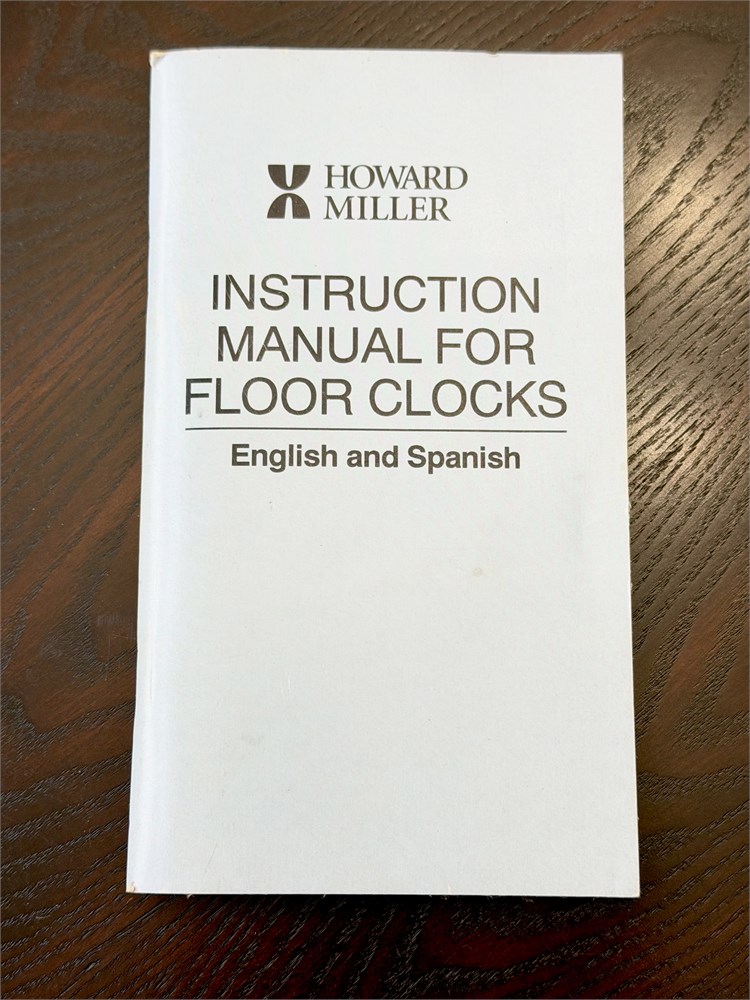 HOWARD
MILLER
INSTRUCTION
MANUAL FOR
FLOOR CLOCKS
English and Spanish